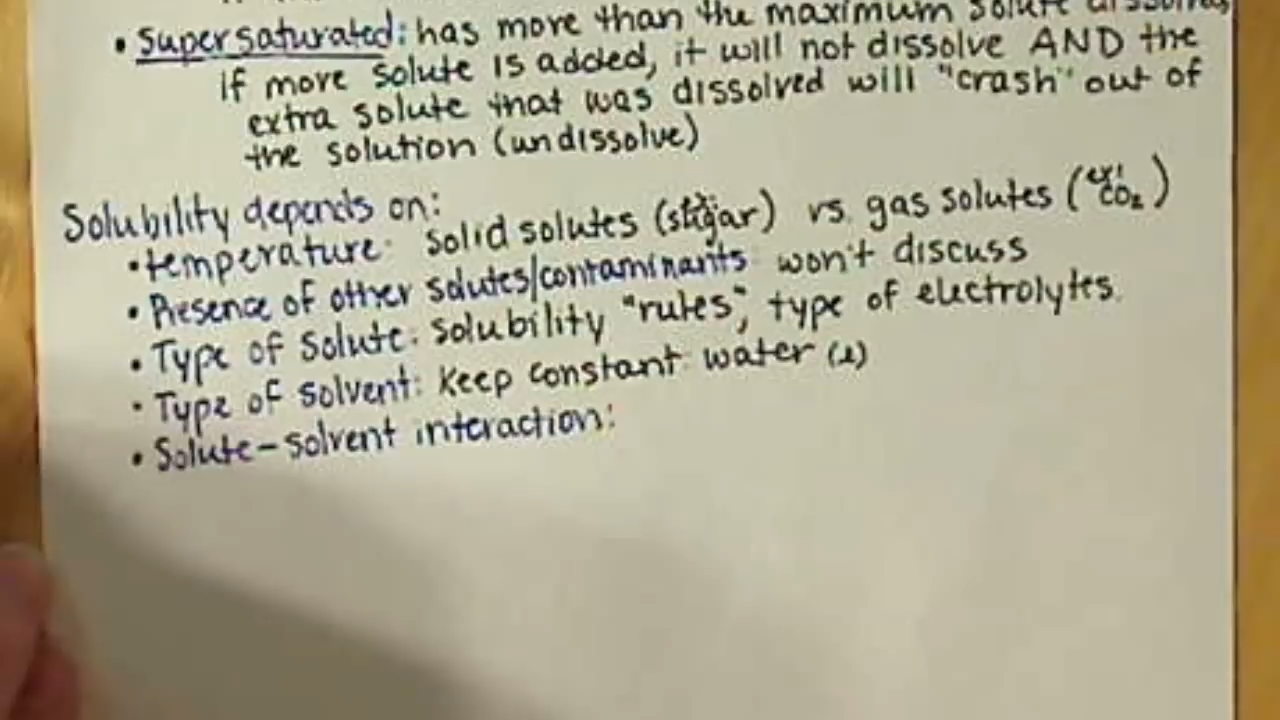 • Supersaturated: has more than the maximum solute dissolved
if more solute is added, it will not dissolve AND the
extra solute that was dissolved will "crash" out of
the solution (undissolve)
Solubility depends on:
• temperature: solid solutes (sugar) vs. gas solutes (ex: CO₂)
• Presence of other solutes/contaminants: won't discuss
• Type of solute: solubility "rules", type of electrolytes.
• Type of solvent: Keep constant: water (l)
• Solute-solvent interaction: